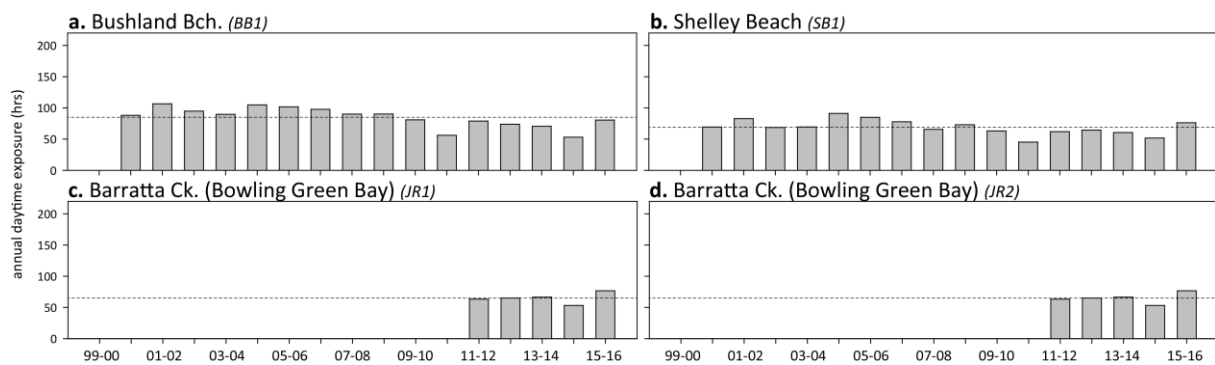 a. Bushland Bch. (BB1)
b. Shelley Beach (SB1)
200
150
100
50
0
200
150
100
50
0
c. Barratta Ck. (Bowling Green Bay) (JR1)
d. Barratta Ck. (Bowling Green Bay) (JR2)
200
150
100
50
0
200
150
100
50
0
annual daytime exposure (hrs)
99-00 01-02 03-04 05-06 07-08 09-10 11-12 13-14 15-16
99-00 01-02 03-04 05-06 07-08 09-10 11-12 13-14 15-16